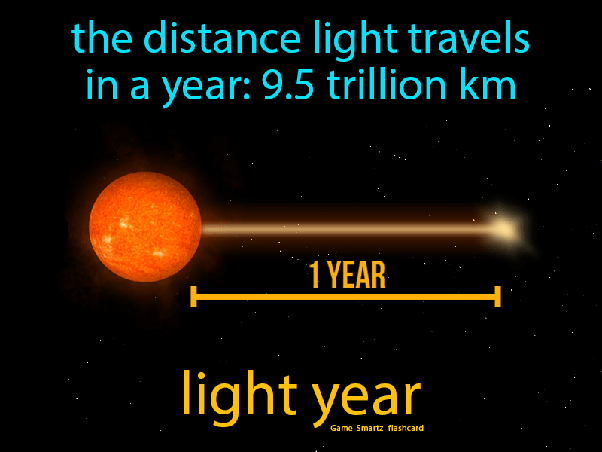 the distance light travels
in a year: 9.5 trillion km
1 YEAR
light year
Game Smartz flashcard